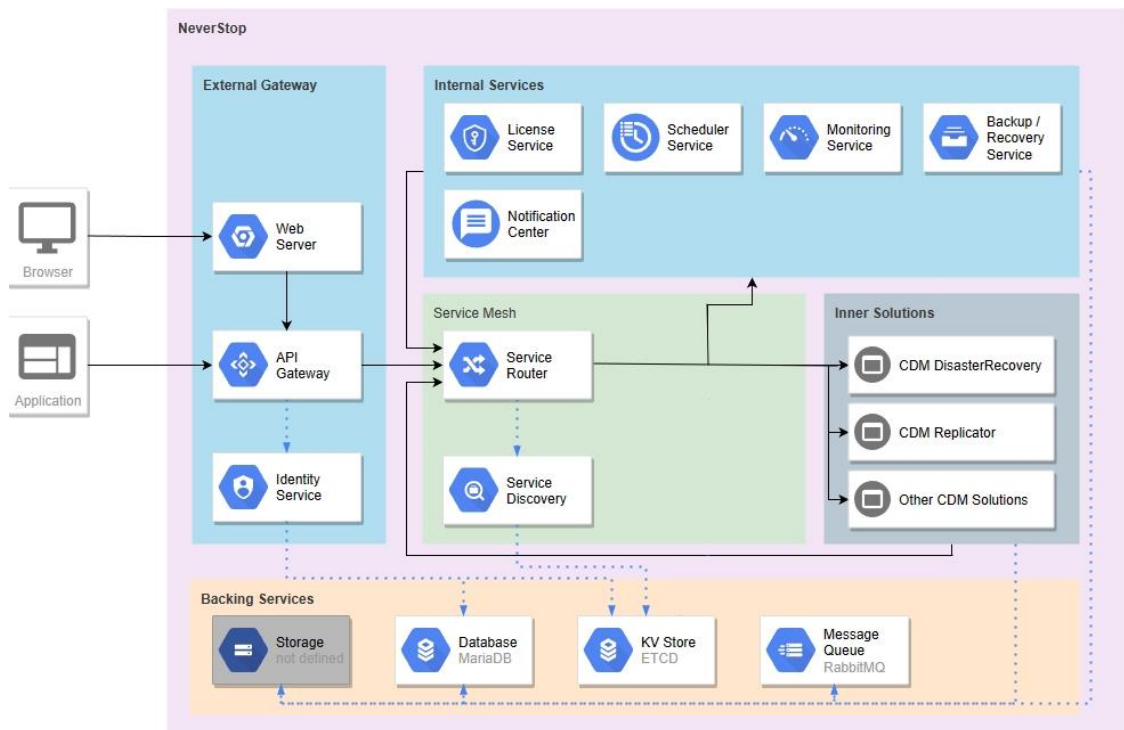 NeverStop
External Gateway
Internal Services
License
Service
Scheduler
Service
Monitoring
Service
Backup /
Recovery
Service
Notification
Center
Browser
Web
Server
Application
API
Gateway
Identity
Service
Service Mesh
Service
Router
Service
Discovery
Inner Solutions
CDM DisasterRecovery
CDM Replicator
Other CDM Solutions
Backing Services
Storage
not defined
Database
MariaDB
KV Store
ETCD
Message
Queue
RabbitMQ